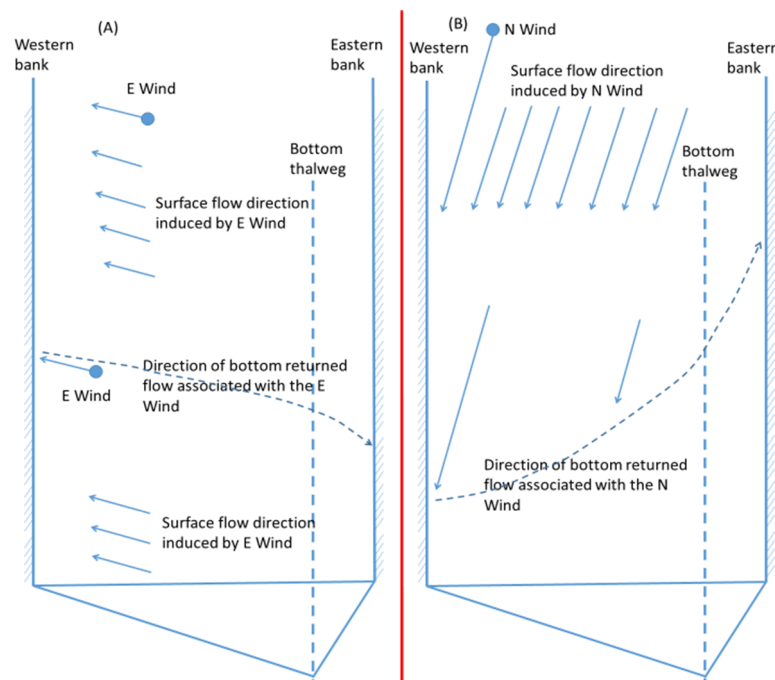 (A)
Western
bank
Eastern
bank
E Wind
Bottom
thalweg
Surface flow direction
induced by E Wind
Direction of bottom returned
flow associated with the E
Wind
E Wind
Surface flow direction
induced by E Wind
(B)
Western
bank
N Wind
Eastern
bank
Surface flow direction
induced by N Wind
Bottom
thalweg
Direction of bottom returned
flow associated with the N
Wind